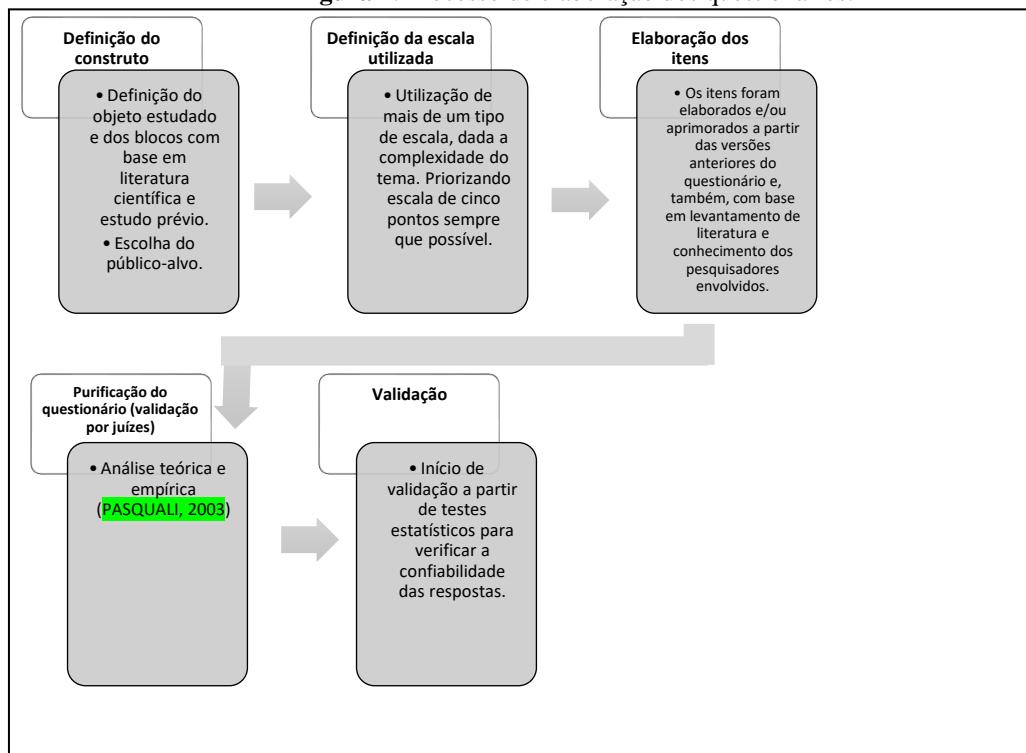 Definição do
construto
• Definição do
objeto estudado
e dos blocos com
base em
literatura
científica e
estudo prévio.
• Escolha do
público-alvo.
Definição da escala
utilizada
• Utilização de
mais de um tipo
de escala, dada a
complexidade do
tema. Priorizando
escala de cinco
pontos sempre
que possível.
Elaboração dos
itens
• Os itens foram
elaborados e/ou
aprimorados a partir
das versões
anteriores do
questionário e,
também, com base
em levantamento de
literatura e
conhecimento dos
pesquisadores
envolvidos.
Purificação do
questionário (validação
por juízes)
• Análise teórica e
empírica
(PASQUALI, 2003)
Validação
• Início de
validação a partir
de testes
estatísticos para
verificar a
confiabilidade
das respostas.